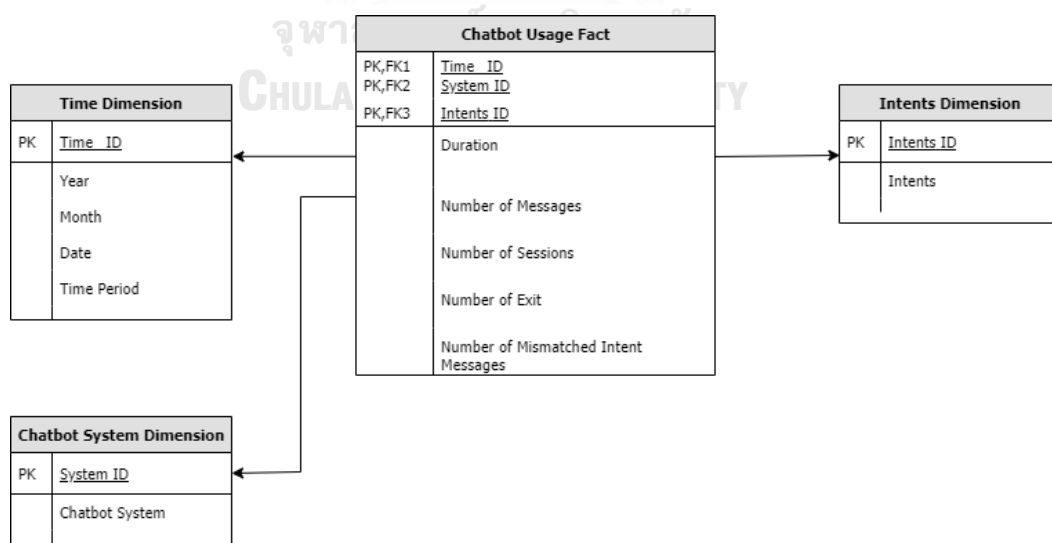 Chatbot Usage Fact
PK,FK1 Time ID
PK,FK2 System ID
PK,FK3 Intents ID
Duration
Number of Messages
Number of Sessions
Number of Exit
Number of Mismatched Intent
Messages
Time Dimension
PK Time ID
Year
Month
Date
Time Period
Intents Dimension
PK Intents ID
Intents
Chatbot System Dimension
PK System ID
Chatbot System